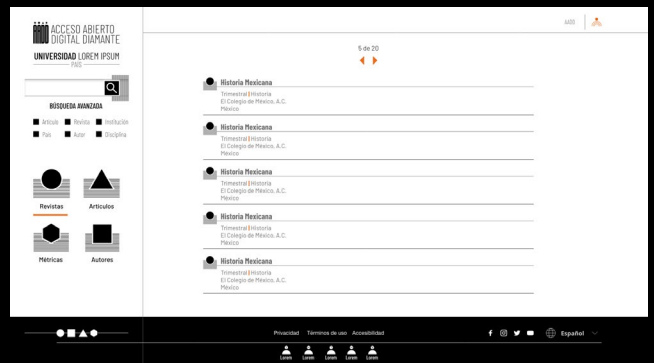 ACCESO ABIERTO
DIGITAL DIAMANTE
UNIVERSIDAD LOREM IPSUM
PAÍS
BÚSQUEDA AVANZADA
Artículo Revista Institución
País Autor Disciplina
Revistas Artículos
Métricas Autores
AADD
5 de 20
Historia Mexicana
Trimestral | Historia
El Colegio de México, A.C.
México
Historia Mexicana
Trimestral | Historia
El Colegio de México, A.C.
México
Historia Mexicana
Trimestral | Historia
El Colegio de México, A.C.
México
Historia Mexicana
Trimestral | Historia
El Colegio de México, A.C.
México
Historia Mexicana
Trimestral | Historia
El Colegio de México, A.C.
México
Privacidad Términos de uso Accesibilidad
Español
Lorem Lorem Lorem Lorem Lorem